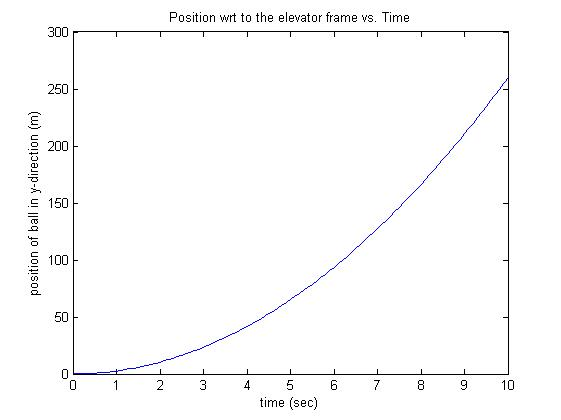 Position wrt to the elevator frame vs. Time
300
250
200
150
100
50
0
position of ball in y-direction (m)
0 1 2 3 4 5 6 7 8 9 10
time (sec)